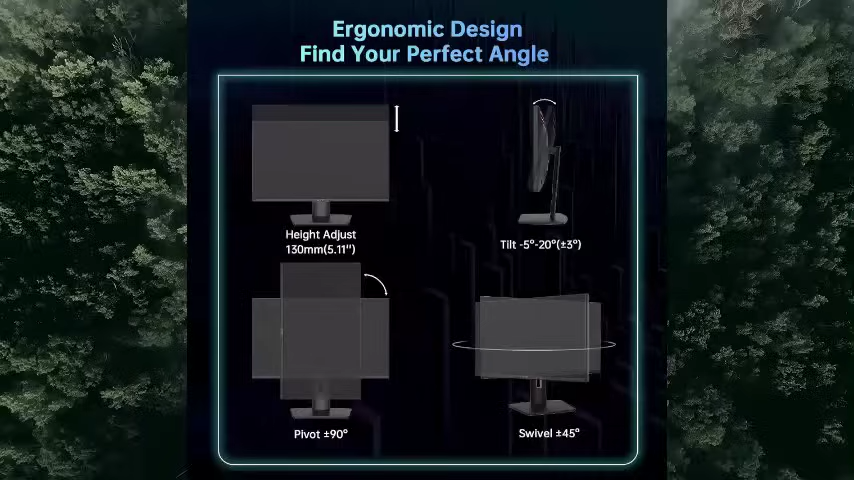 Ergonomic Design
Find Your Perfect Angle
Height Adjust
130mm(5.11")
Tilt -5°-20°(±3°)
Pivot ±90°
Swivel ±45°